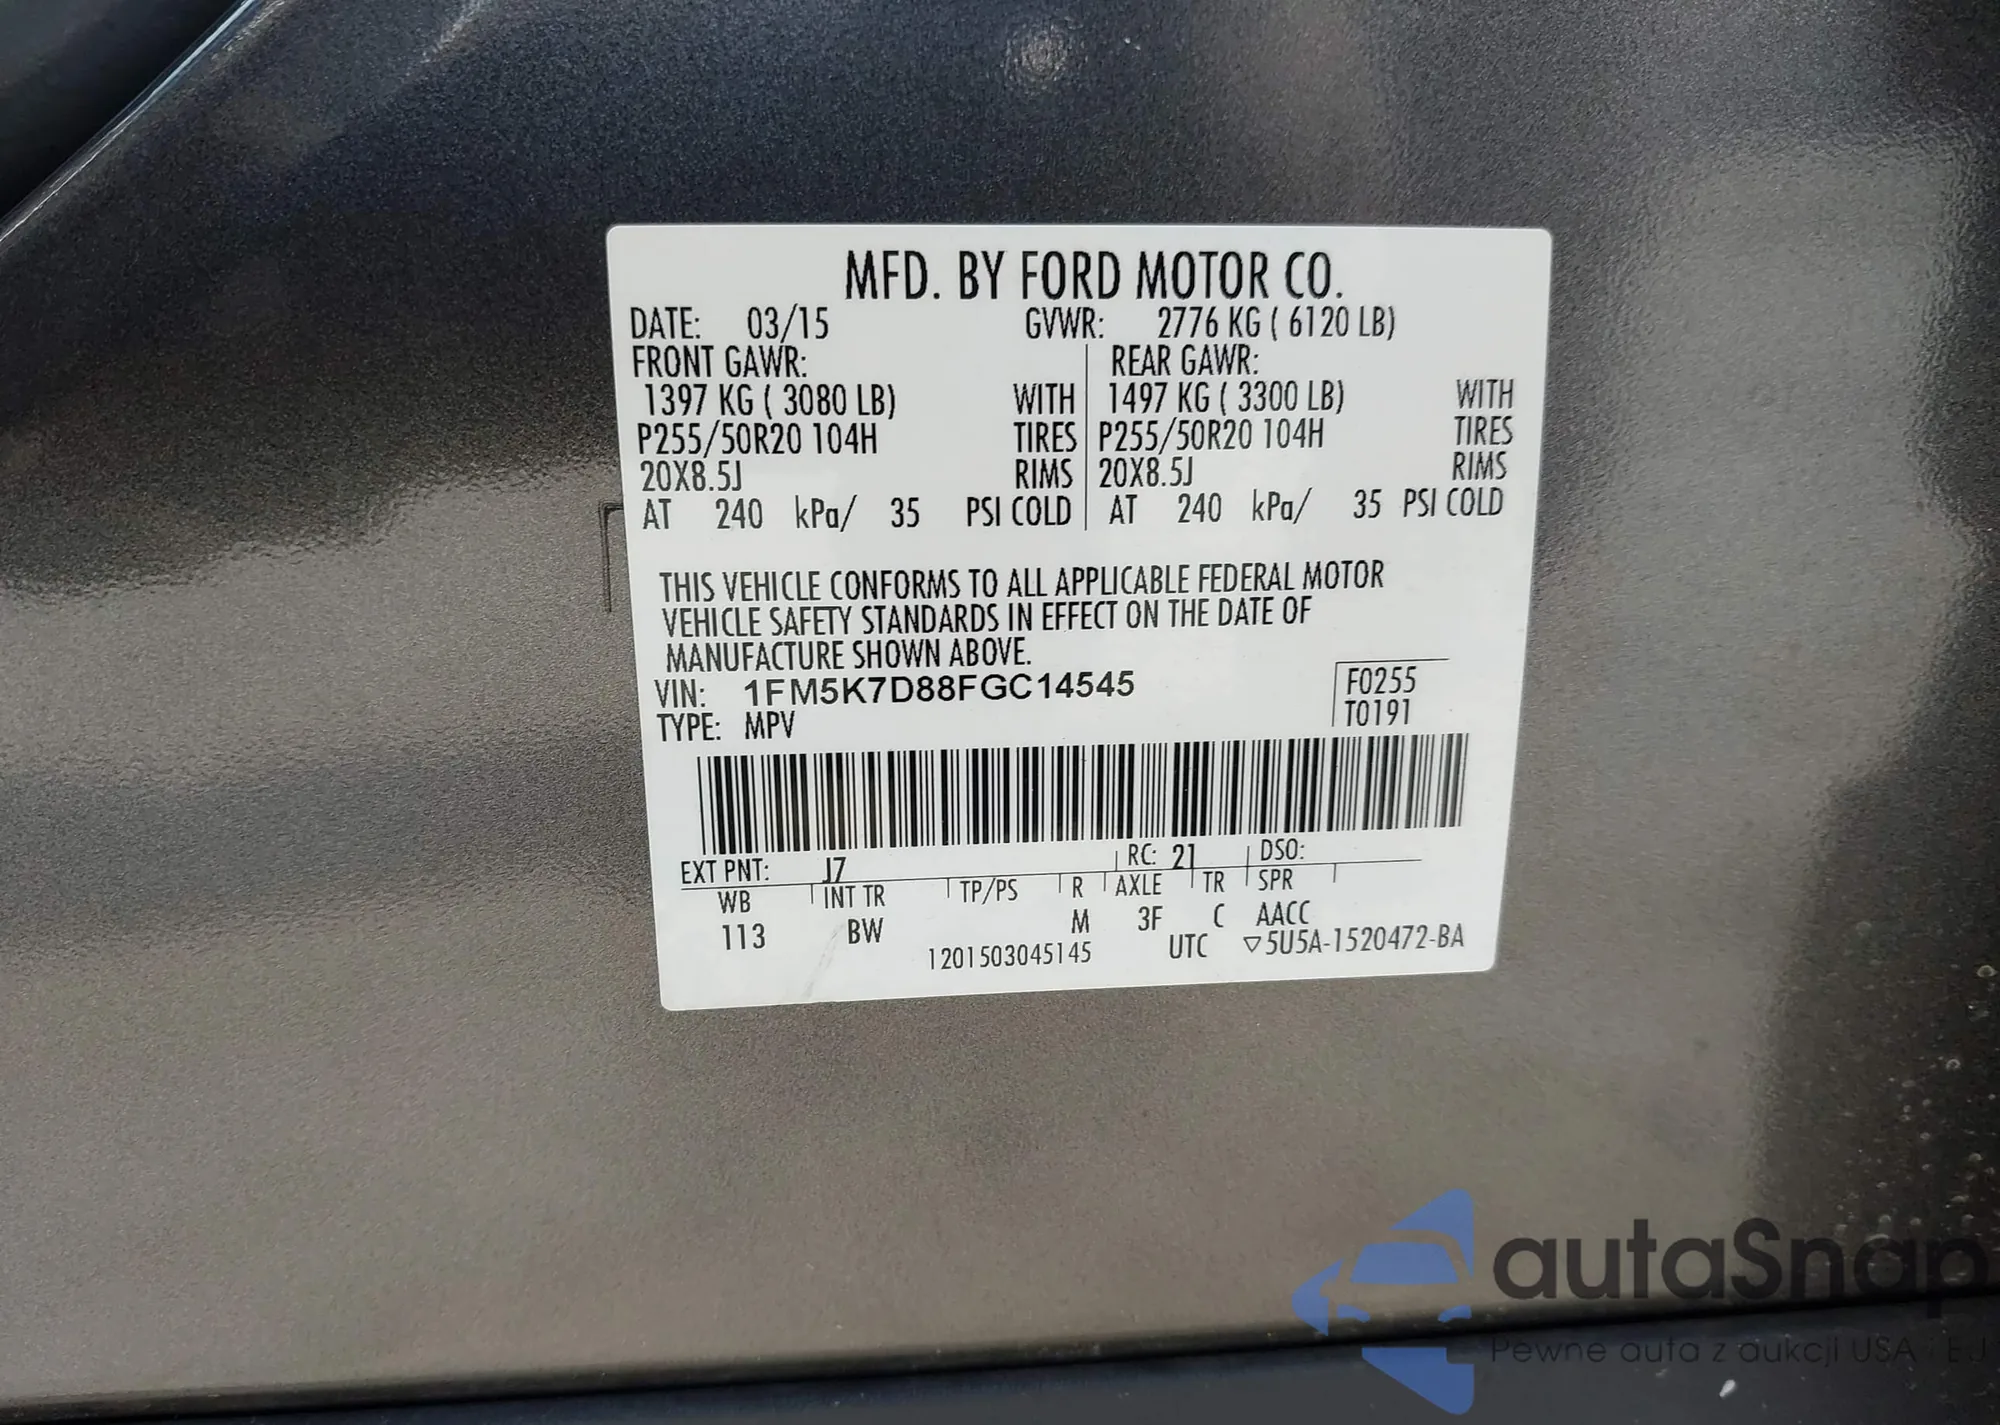 MFD. BY FORD MOTOR CO.
DATE: 03/15 GVWR: 2776 KG ( 6120 LB)
FRONT GAWR: REAR GAWR:
1397 KG ( 3080 LB) WITH 1497 KG ( 3300 LB) WITH
P255/50R20 104H TIRES P255/50R20 104H TIRES
20X8.5J RIMS 20X8.5J RIMS
AT 240 kPa/ 35 PSI COLD AT 240 kPa/ 35 PSI COLD
THIS VEHICLE CONFORMS TO ALL APPLICABLE FEDERAL MOTOR
VEHICLE SAFETY STANDARDS IN EFFECT ON THE DATE OF
MANUFACTURE SHOWN ABOVE.
VIN: 1FM5K7D88FGC14545 F0255
TYPE: MPV T0191
EXT PNT: J7 RC: 21 DSO:
WB INT TR TP/PS R AXLE TR SPR
113 BW M 3F C AACC
1201503045145 UTC ▽5U5A-1520472-BA
autaSnap
Pewne auta z aukcji USA i EU